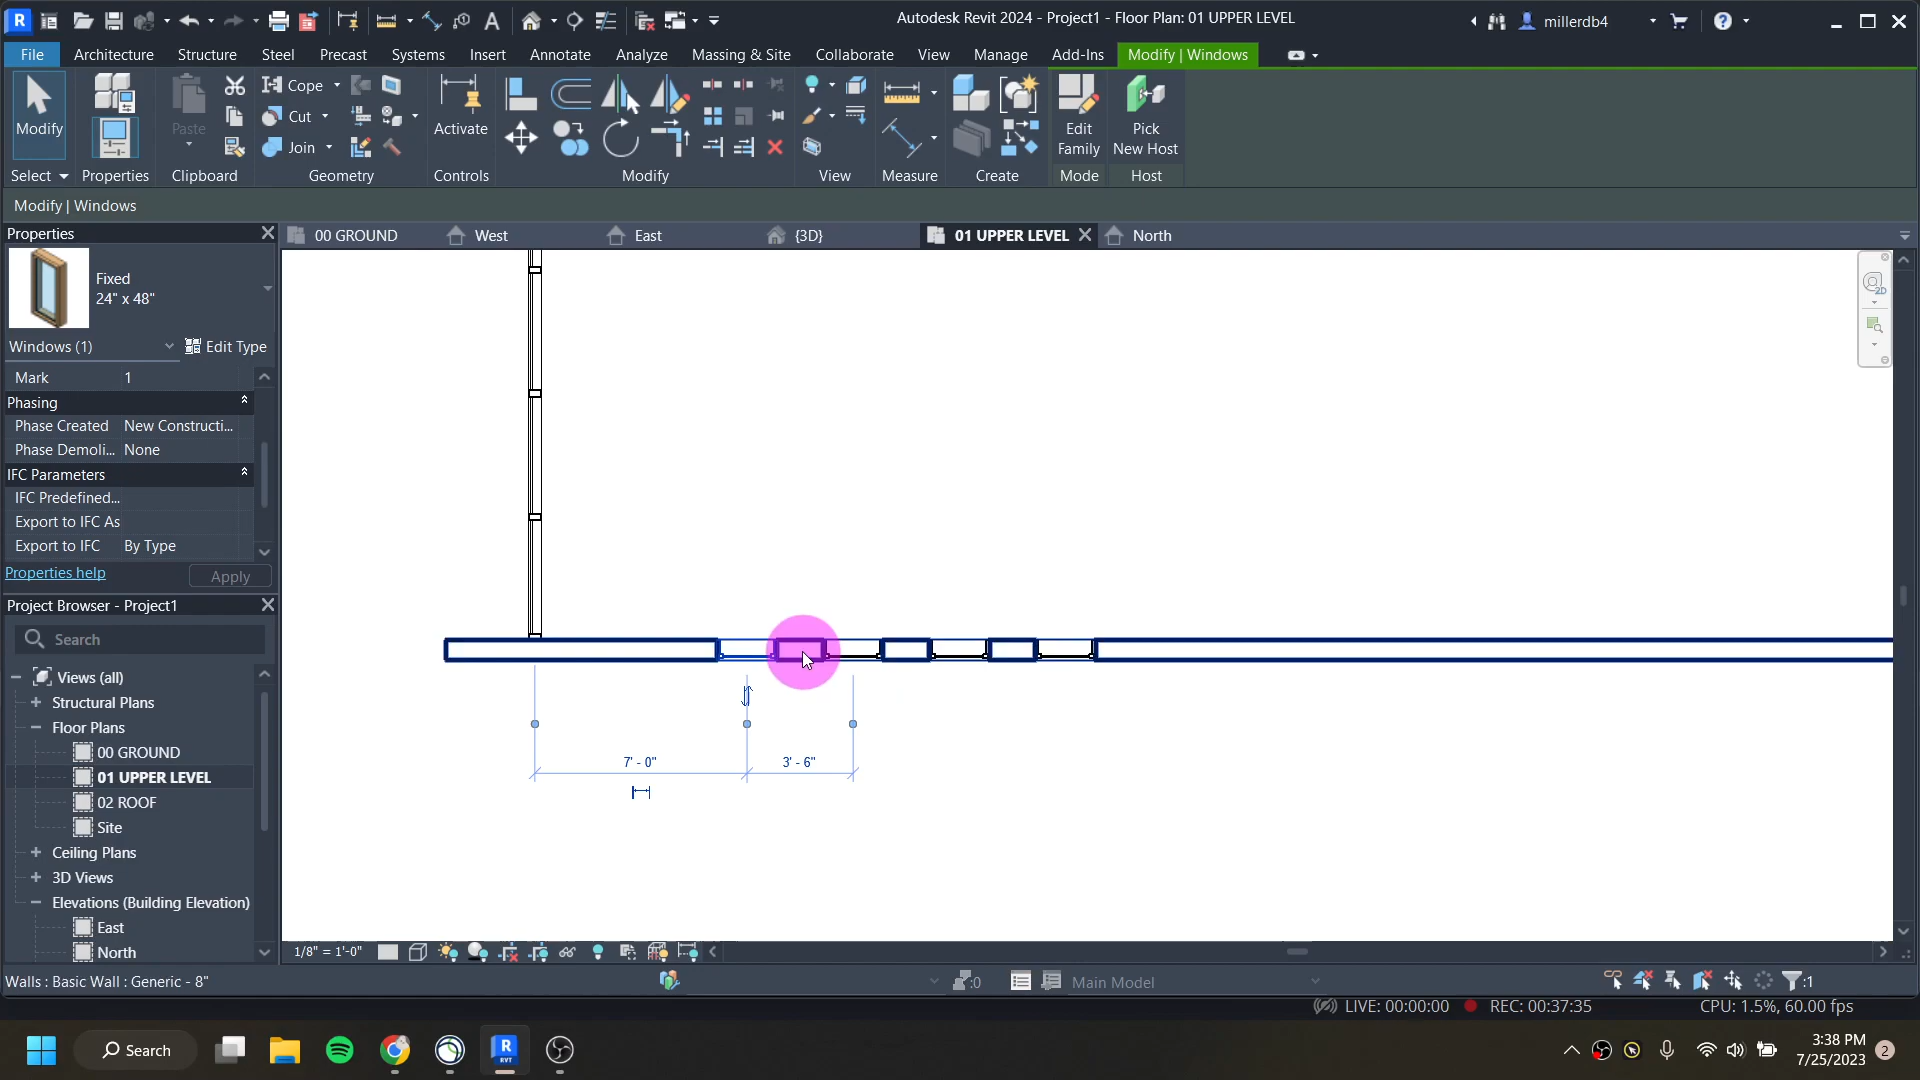 R
Autodesk Revit 2024 - Project1 - Floor Plan: 01 UPPER LEVEL
millerdb4
File
Architecture
Structure
Steel
Precast
Systems
Insert
Annotate
Analyze
Massing & Site
Collaborate
View
Manage
Add-Ins
Modify | Windows
Modify
Select
Properties
Paste
Clipboard
Cope
Cut
Join
Geometry
Activate
Controls
Modify
View
Measure
Create
Edit
Family
Mode
Pick
New Host
Host
Modify | Windows
Properties
Fixed
24" x 48"
Windows (1)
Edit Type
Mark 1
Phasing
Phase Created New Constructi...
Phase Demoli... None
IFC Parameters
IFC Predefined...
Export to IFC As
Export to IFC By Type
Properties help
Apply
Project Browser - Project1
Search
Views (all)
Structural Plans
Floor Plans
00 GROUND
01 UPPER LEVEL
02 ROOF
Site
Ceiling Plans
3D Views
Elevations (Building Elevation)
East
North
00 GROUND
West
East
{3D}
01 UPPER LEVEL
North
2D
7' - 0"
3' - 6"
1/8" = 1'-0"
Walls : Basic Wall : Generic - 8"
:0
Main Model
:1
LIVE: 00:00:00
REC: 00:37:35
CPU: 1.5%, 60.00 fps
Search
R
RVT
3:38 PM
7/25/2023
2